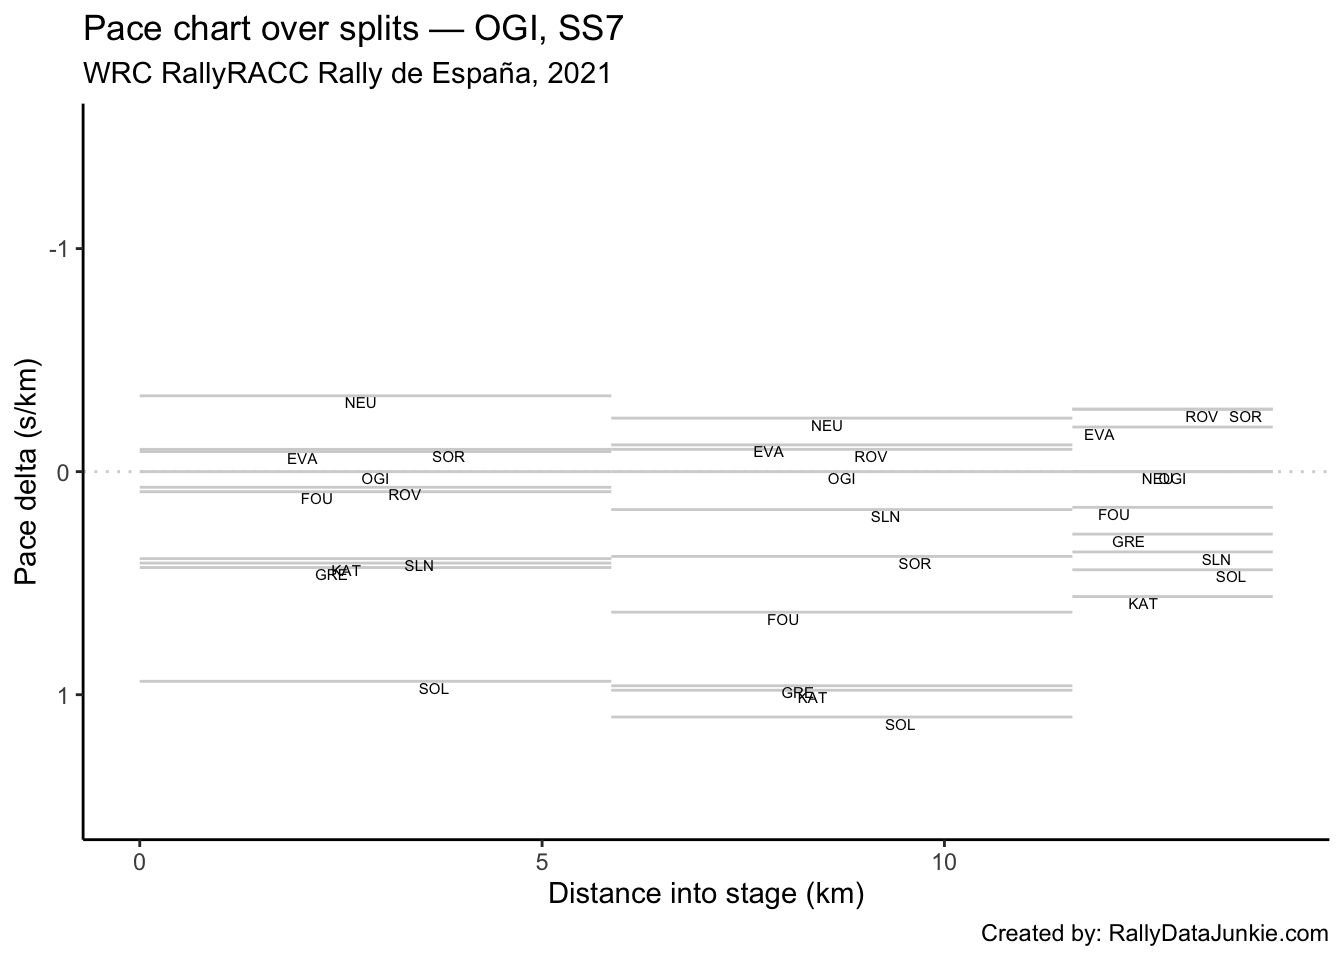 Pace chart over splits — OGI, SS7
WRC RallyRACC Rally de España, 2021
Pace delta (s/km)
-1
0
1
NEU
EVA
SOR
OGI
FOU
ROV
GRE
KAT
SLN
SOL
NEU
EVA
ROV
OGI
SLN
SOR
FOU
GRE
KAT
SOL
ROV
SOR
EVA
NEU
OGI
FOU
GRE
SLN
SOL
KAT
0
5
10
Distance into stage (km)
Created by: RallyDataJunkie.com